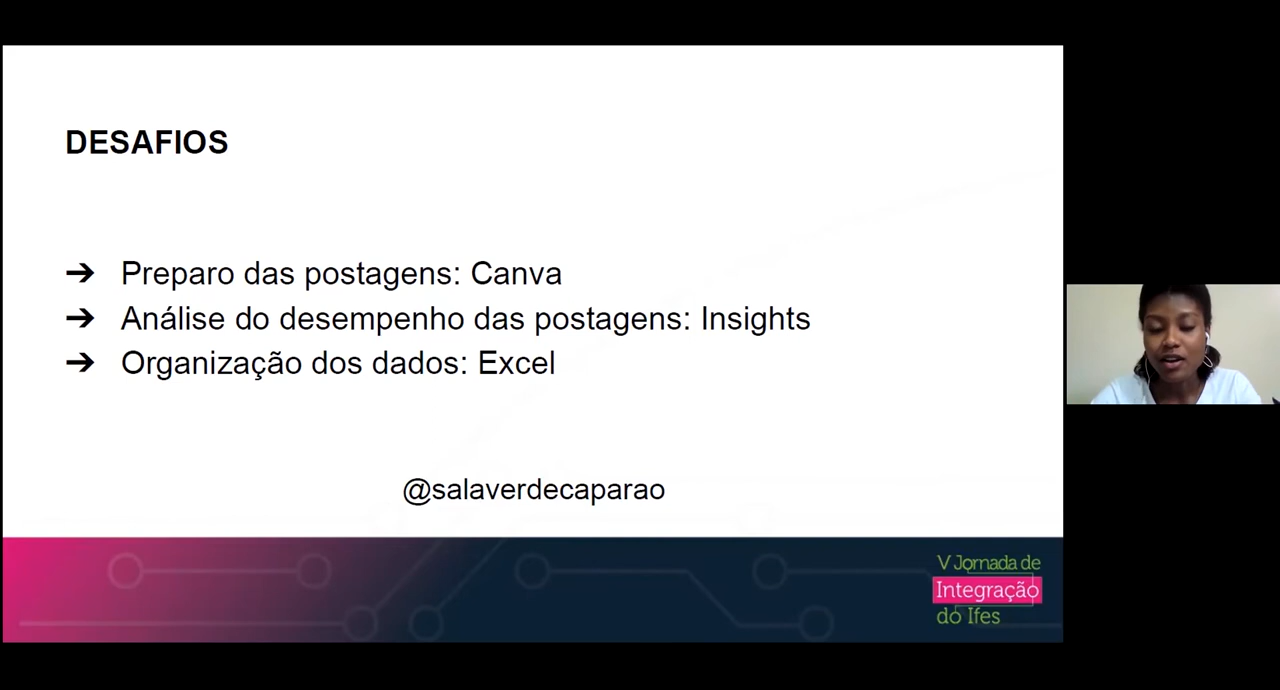 DESAFIOS
➔ Preparo das postagens: Canva
➔ Análise do desempenho das postagens: Insights
➔ Organização dos dados: Excel
@salaverdecaparao
V Jornada de
Integração
do Ifes